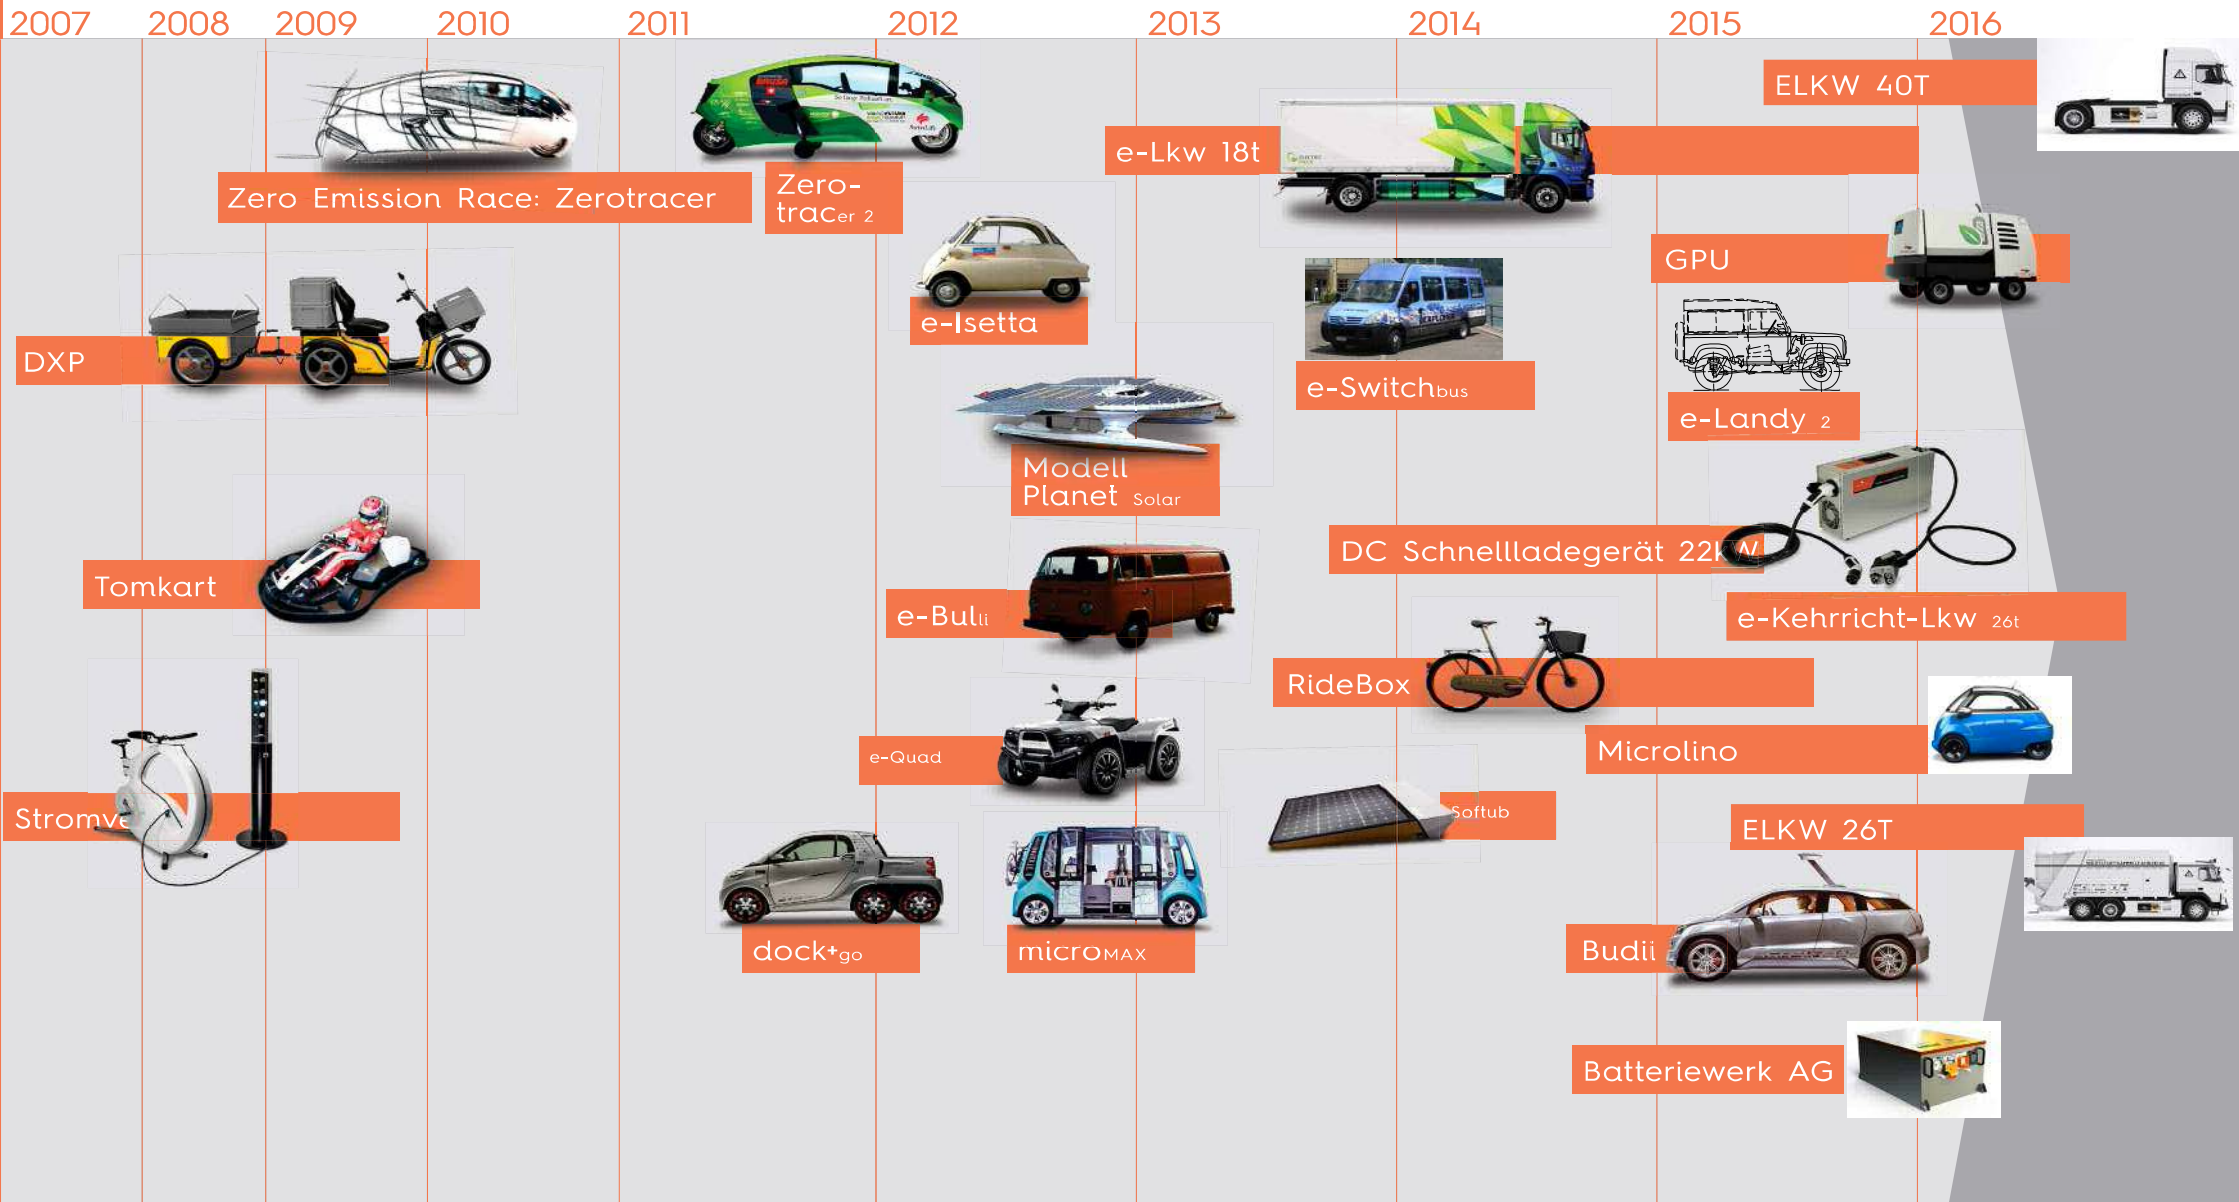 2007 2008 2009 2010 2011 2012 2013 2014 2015 2016
ELKW 40T
e-Lkw 18t
Zero Emission Race: Zerotracer
Zero-
tracer 2
GPU
e-Isetta
DXP
e-Switchbus
e-Landy 2
Modell
Planet Solar
DC Schnellladegerät 22kW
Tomkart
e-Bulli
e-Kehrricht-Lkw 26t
RideBox
Microlino
e-Quad
Stromve
Softub
ELKW 26T
dock+go
microMAX
Budii
Batteriewerk AG